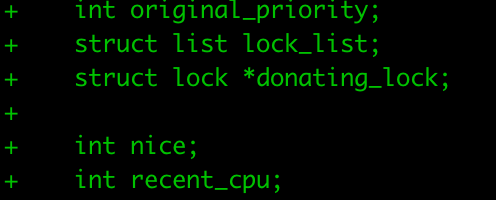 +    int original_priority;
+    struct list lock_list;
+    struct lock *donating_lock;
+
+    int nice;
+    int recent_cpu;